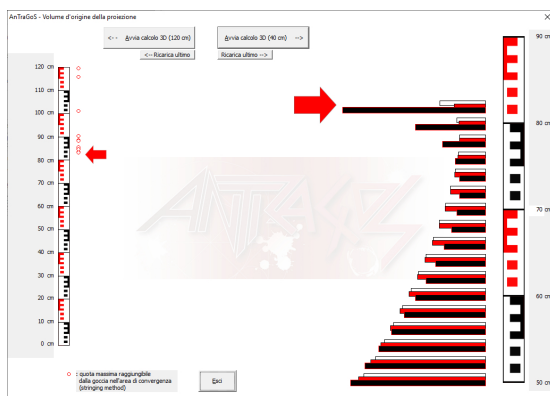 AnTraGoS - Volume d'origine della proiezione
<-- Avvia calcolo 3D (120 cm)
Avvia calcolo 3D (40 cm) -->
<-- Ricarica ultimo
Ricarica ultimo -->
120 cm
110 cm
100 cm
90 cm
80 cm
70 cm
60 cm
50 cm
40 cm
30 cm
20 cm
10 cm
0 cm
90 cm
80 cm
70 cm
60 cm
50 cm
: quota massima raggiungibile
dalla goccia nell'area di convergenza
(stringing method)
Esci